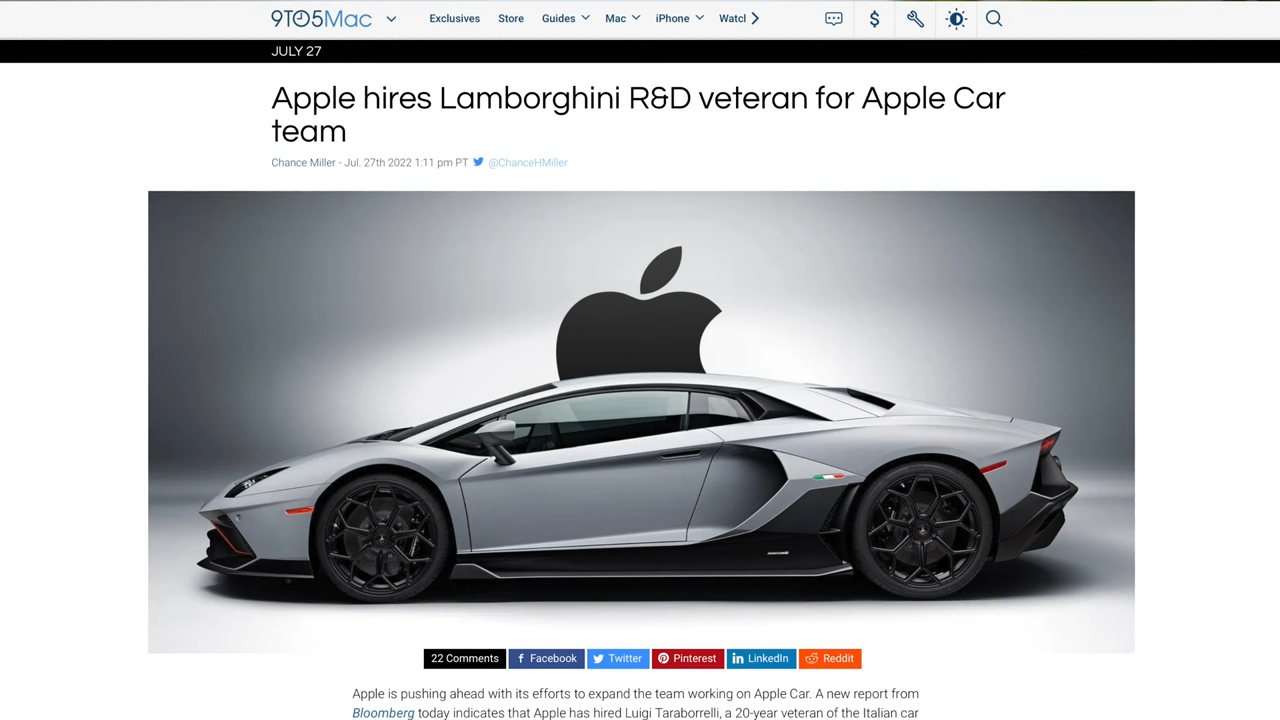 9TO5Mac
Exclusives
Store
Guides
Mac
iPhone
Watcl
JULY 27
Apple hires Lamborghini R&D veteran for Apple Car
team
Chance Miller - Jul. 27th 2022 1:11 pm PT @ChanceHMiller
22 Comments
Facebook
Twitter
Pinterest
LinkedIn
Reddit
Apple is pushing ahead with its efforts to expand the team working on Apple Car. A new report from
Bloomberg today indicates that Apple has hired Luigi Taraborrelli, a 20-year veteran of the Italian car